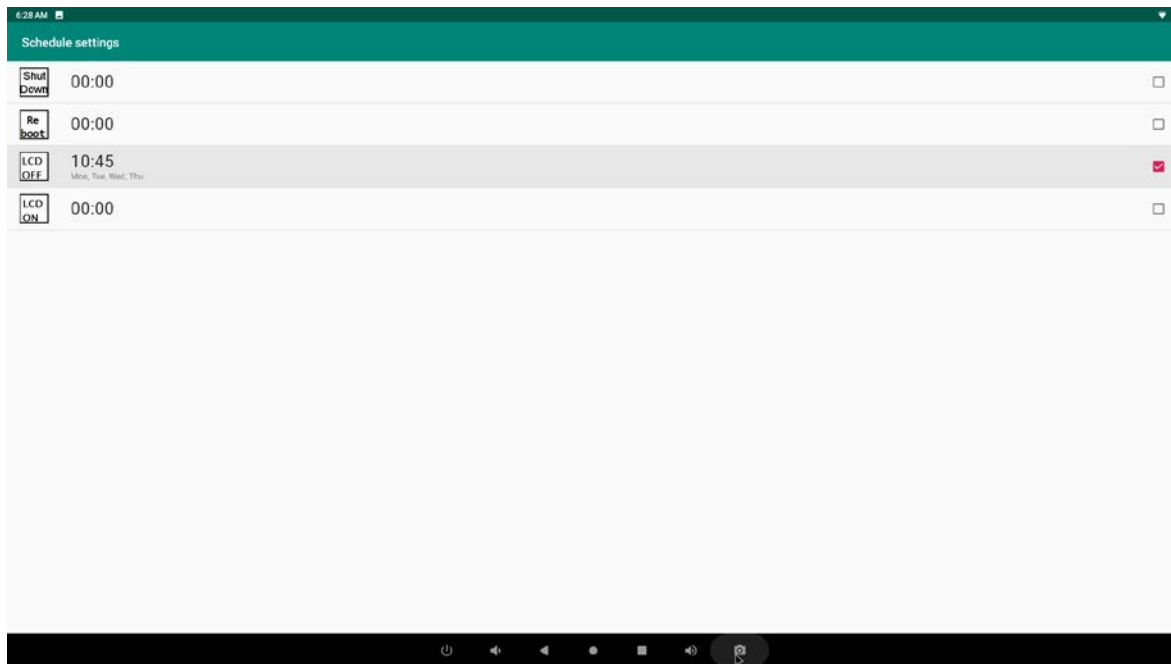 6:28 AM
Schedule settings
Shut
Down
00:00
Re
boot
00:00
LCD
OFF
10:45
Mon, Tue, Wed, Thu
LCD
ON
00:00